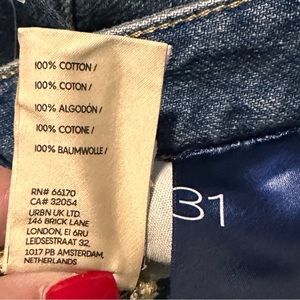 100% COTTON /
100% COTON /
100% ALGODÓN /
100% COTONE /
100% BAUMWOLLE /
RN# 66170
CA# 32054
URBN UK LTD.
146 BRICK LANE
LONDON, E1 6RU
LEIDSESTRAAT 32,
1017 PB AMSTERDAM,
NETHERLANDS
31